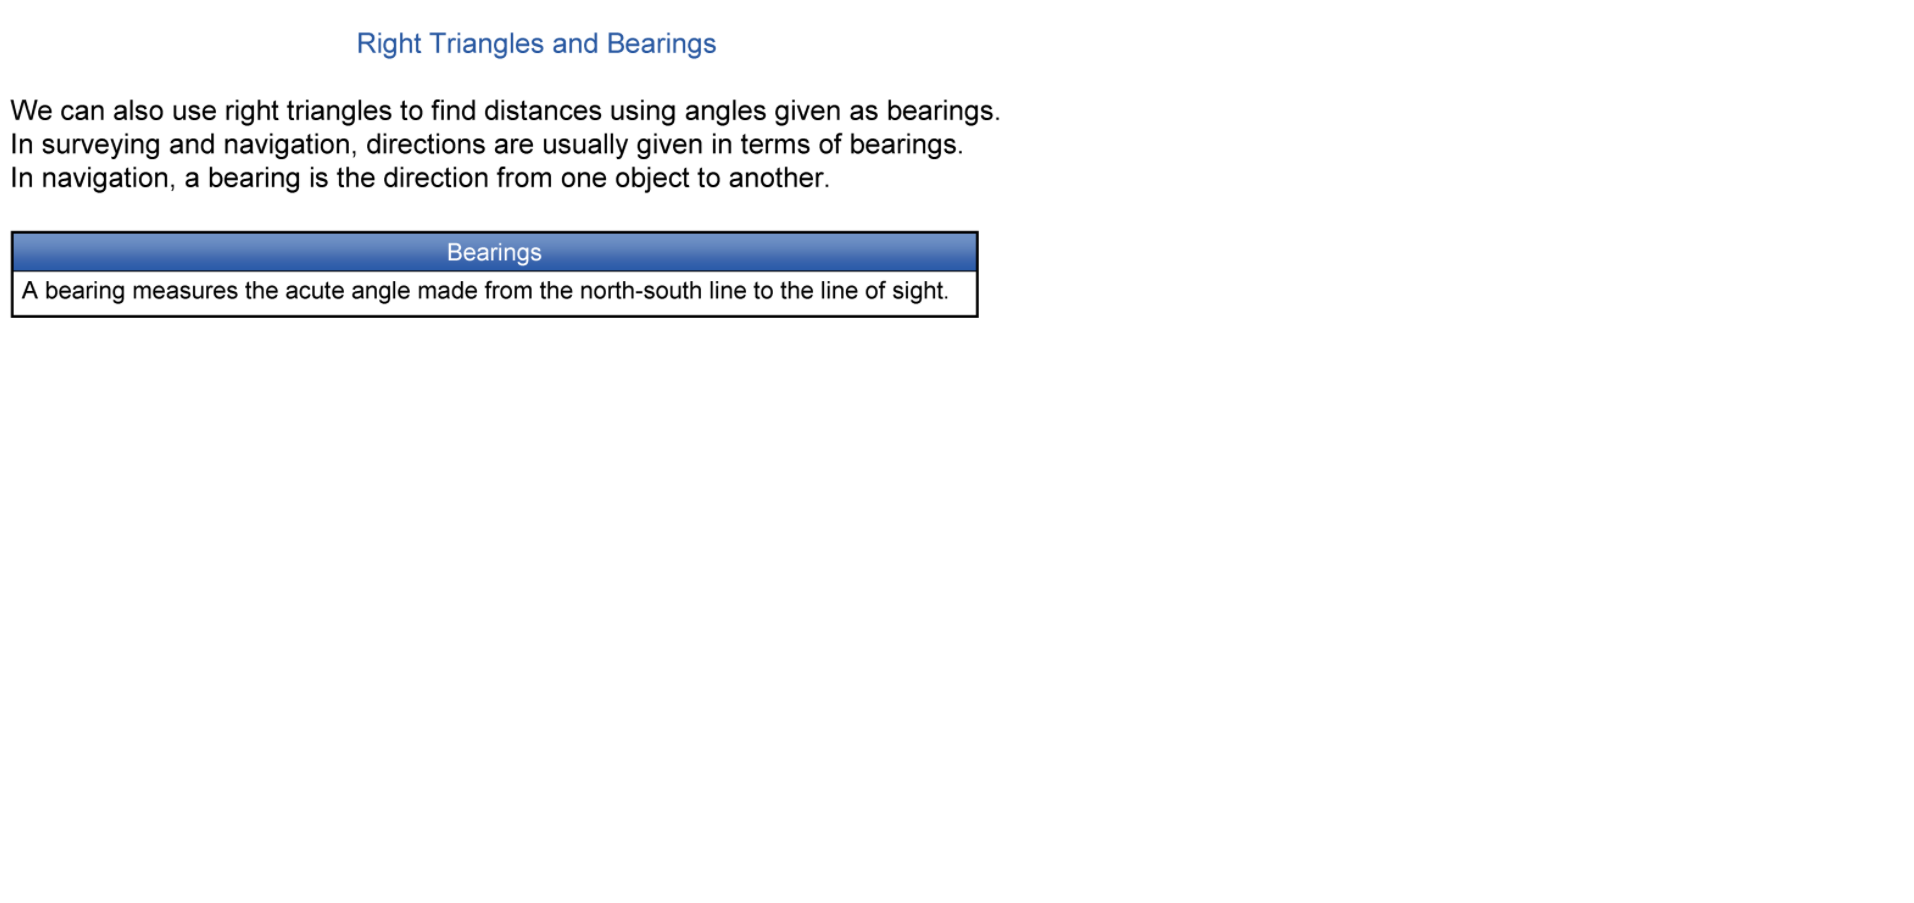 Right Triangles and Bearings
We can also use right triangles to find distances using angles given as bearings.
In surveying and navigation, directions are usually given in terms of bearings.
In navigation, a bearing is the direction from one object to another.
Bearings
A bearing measures the acute angle made from the north-south line to the line of sight.